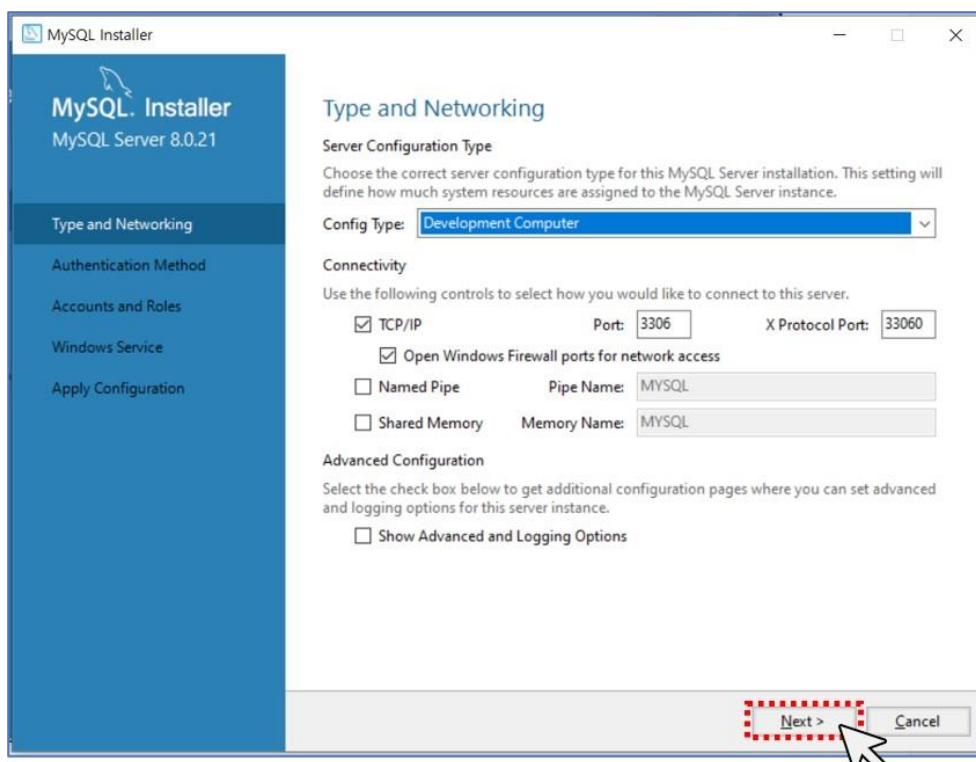 MySQL Installer
MySQL. Installer
MySQL Server 8.0.21
Type and Networking
Authentication Method
Accounts and Roles
Windows Service
Apply Configuration
Type and Networking
Server Configuration Type
Choose the correct server configuration type for this MySQL Server installation. This setting will
define how much system resources are assigned to the MySQL Server instance.
Config Type: Development Computer
Connectivity
Use the following controls to select how you would like to connect to this server.
TCP/IP Port: 3306 X Protocol Port: 33060
Open Windows Firewall ports for network access
Named Pipe Pipe Name: MYSQL
Shared Memory Memory Name: MYSQL
Advanced Configuration
Select the check box below to get additional configuration pages where you can set advanced
and logging options for this server instance.
Show Advanced and Logging Options
Next > Cancel